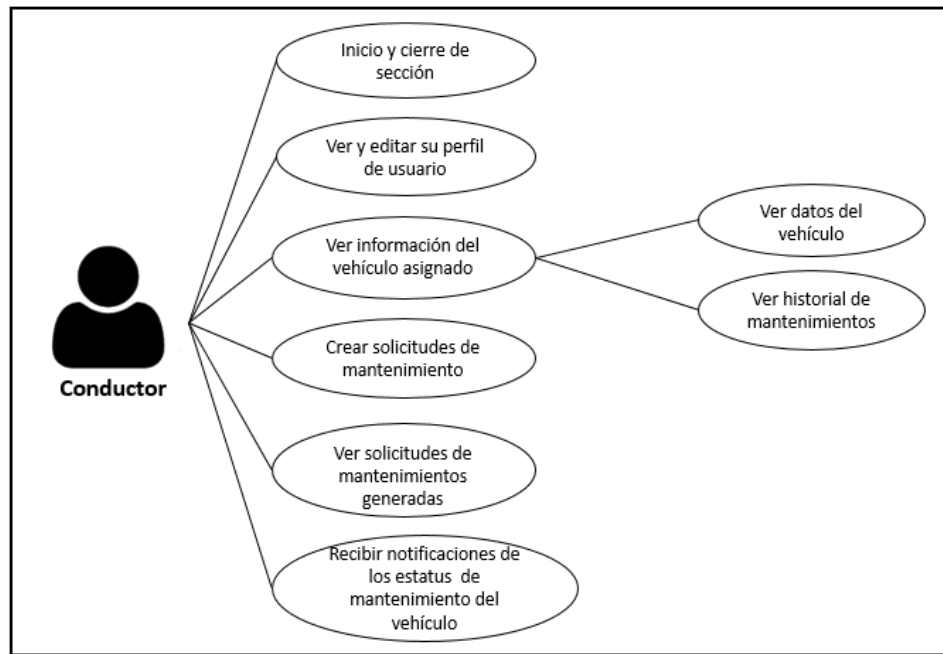 Inicio y cierre de
sección
Ver y editar su perfil
de usuario
Ver información del
vehículo asignado
Ver datos del
vehículo
Ver historial de
mantenimientos
Crear solicitudes de
mantenimiento
Conductor
Ver solicitudes de
mantenimientos
generadas
Recibir notificaciones de
los estatus de
mantenimiento del
vehículo